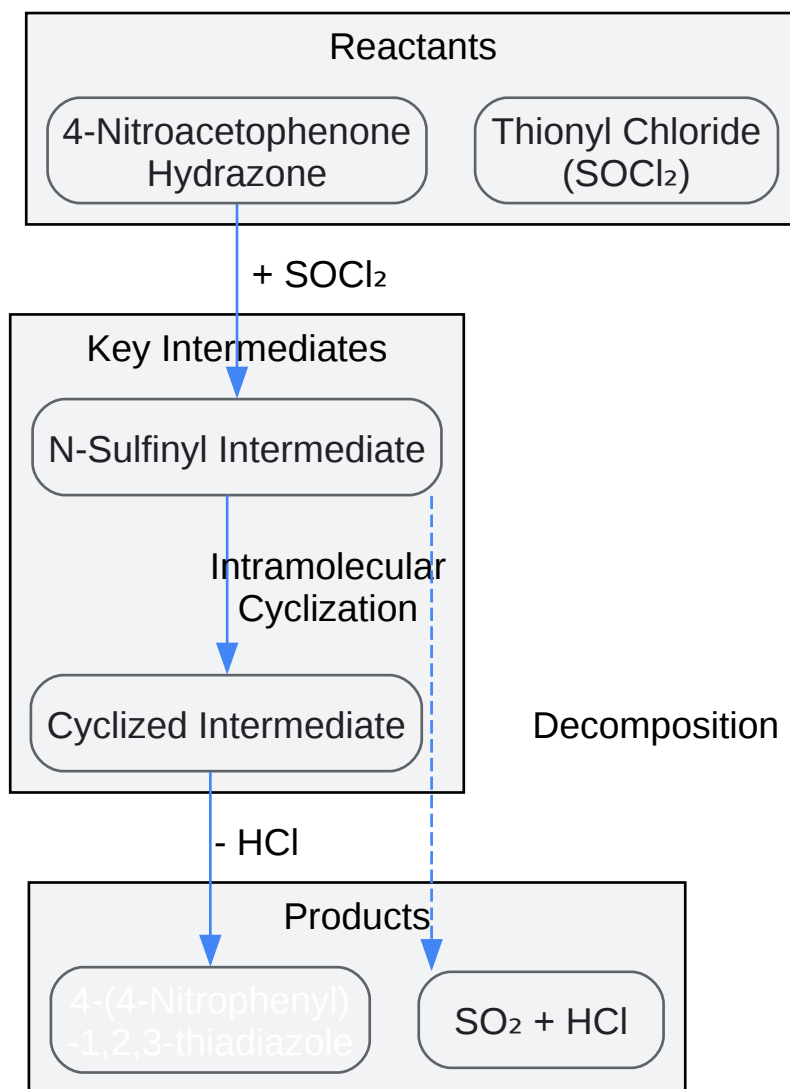 Reactants
4-Nitroacetophenone
Hydrazone
Thionyl Chloride
(SOCl₂)
+ SOCl₂
Key Intermediates
N-Sulfinyl Intermediate
Intramolecular
Cyclization
Cyclized Intermediate
Decomposition
- HCl
Products
4-(4-Nitrophenyl)
-1,2,3-thiadiazole
SO₂ + HCl